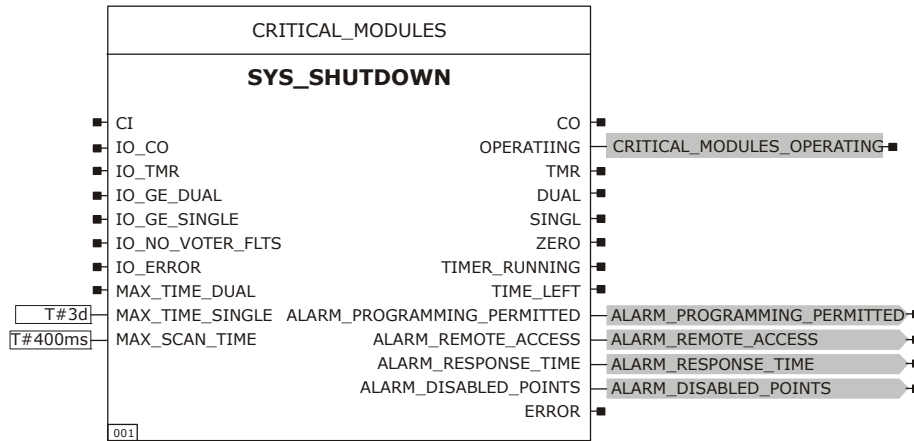 CRITICAL_MODULES
SYS_SHUTDOWN
CI CO
IO_CO OPERATIING CRITICAL_MODULES_OPERATING
IO_TMR TMR
IO_GE_DUAL DUAL
IO_GE_SINGLE SINGL
IO_NO_VOTER_FLTS ZERO
IO_ERROR TIMER_RUNNING
MAX_TIME_DUAL TIME_LEFT
T#3d MAX_TIME_SINGLE ALARM_PROGRAMMING_PERMITTED ALARM_PROGRAMMING_PERMITTED
T#400ms MAX_SCAN_TIME ALARM_REMOTE_ACCESS ALARM_REMOTE_ACCESS
ALARM_RESPONSE_TIME ALARM_RESPONSE_TIME
ALARM_DISABLED_POINTS ALARM_DISABLED_POINTS
ERROR
001